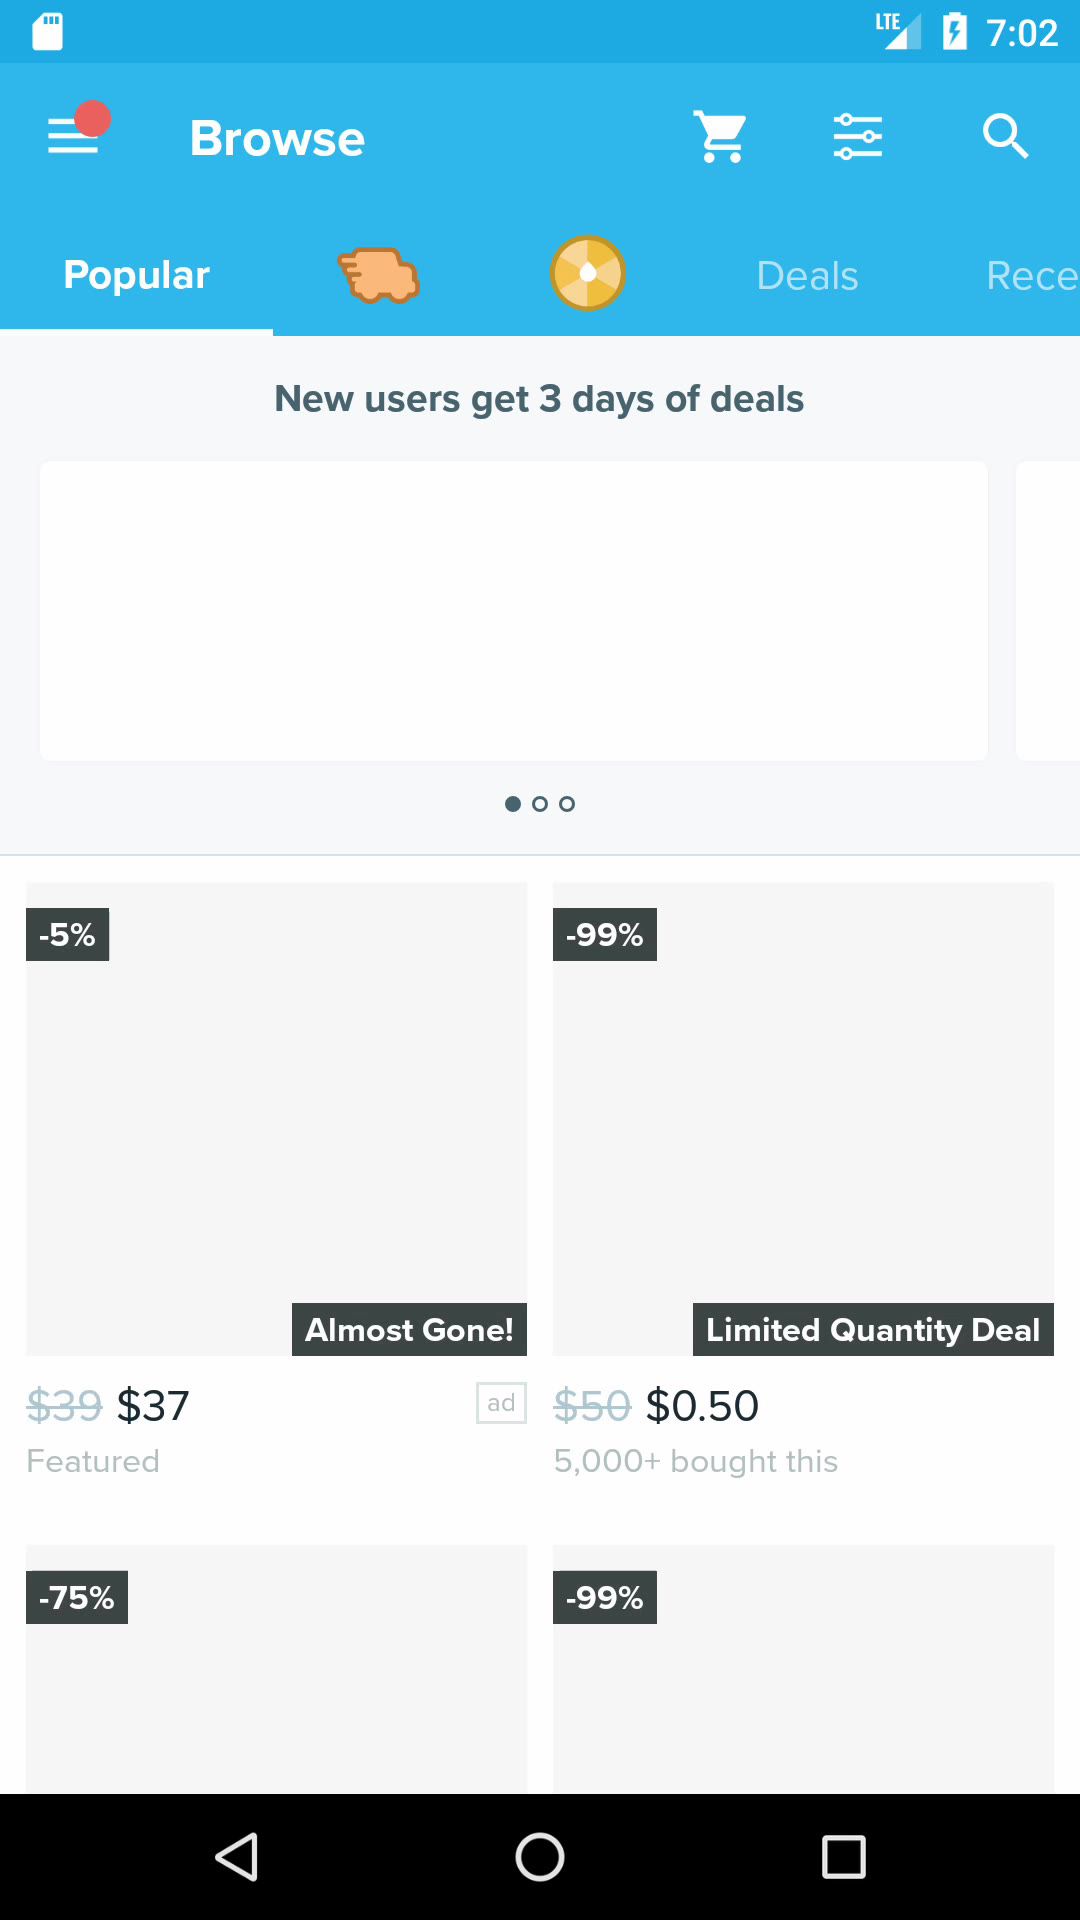 LTE 7:02
Browse
Popular Deals Rece
New users get 3 days of deals
-5% -99%
Almost Gone! Limited Quantity Deal
$39 $37 ad $50 $0.50
Featured 5,000+ bought this
-75% -99%